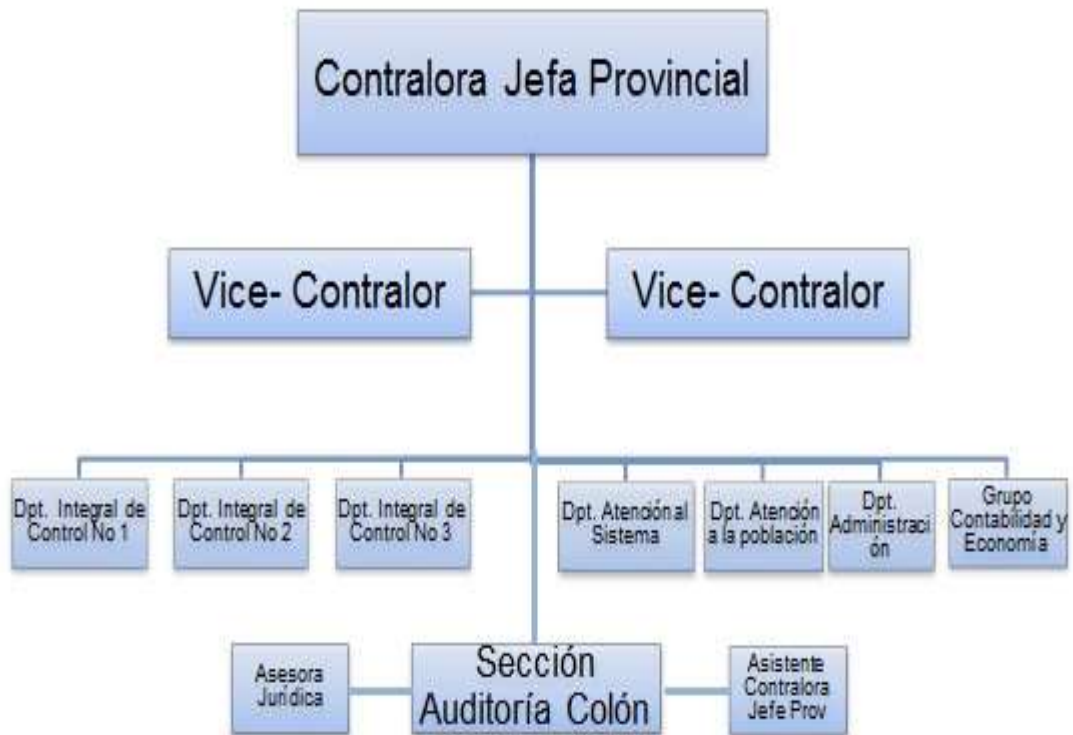 Contralora Jefa Provincial
Vice- Contralor
Vice- Contralor
Dpt. Integral de
Control No 1
Dpt. Integral de
Control No 2
Dpt. Integral de
Control No 3
Dpt. Atención al
Sistema
Dpt. Atención
a la población
Dpt.
Administraci
ón
Grupo
Contabilidad y
Economía
Asesora
Jurídica
Sección
Auditoría Colón
Asistente
Contralora
Jefe Prov